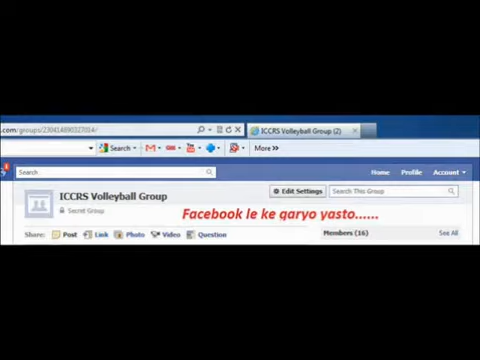 .com/groups/230414890327014/
ICCRS Volleyball Group (2)
Search
More >>
Search
Home
Profile
Account
ICCRS Volleyball Group
Edit Settings
Search This Group
Secret Group
Facebook le ke garyo yasto......
Share:
Post
Link
Photo
Video
Question
Members (16)
See All